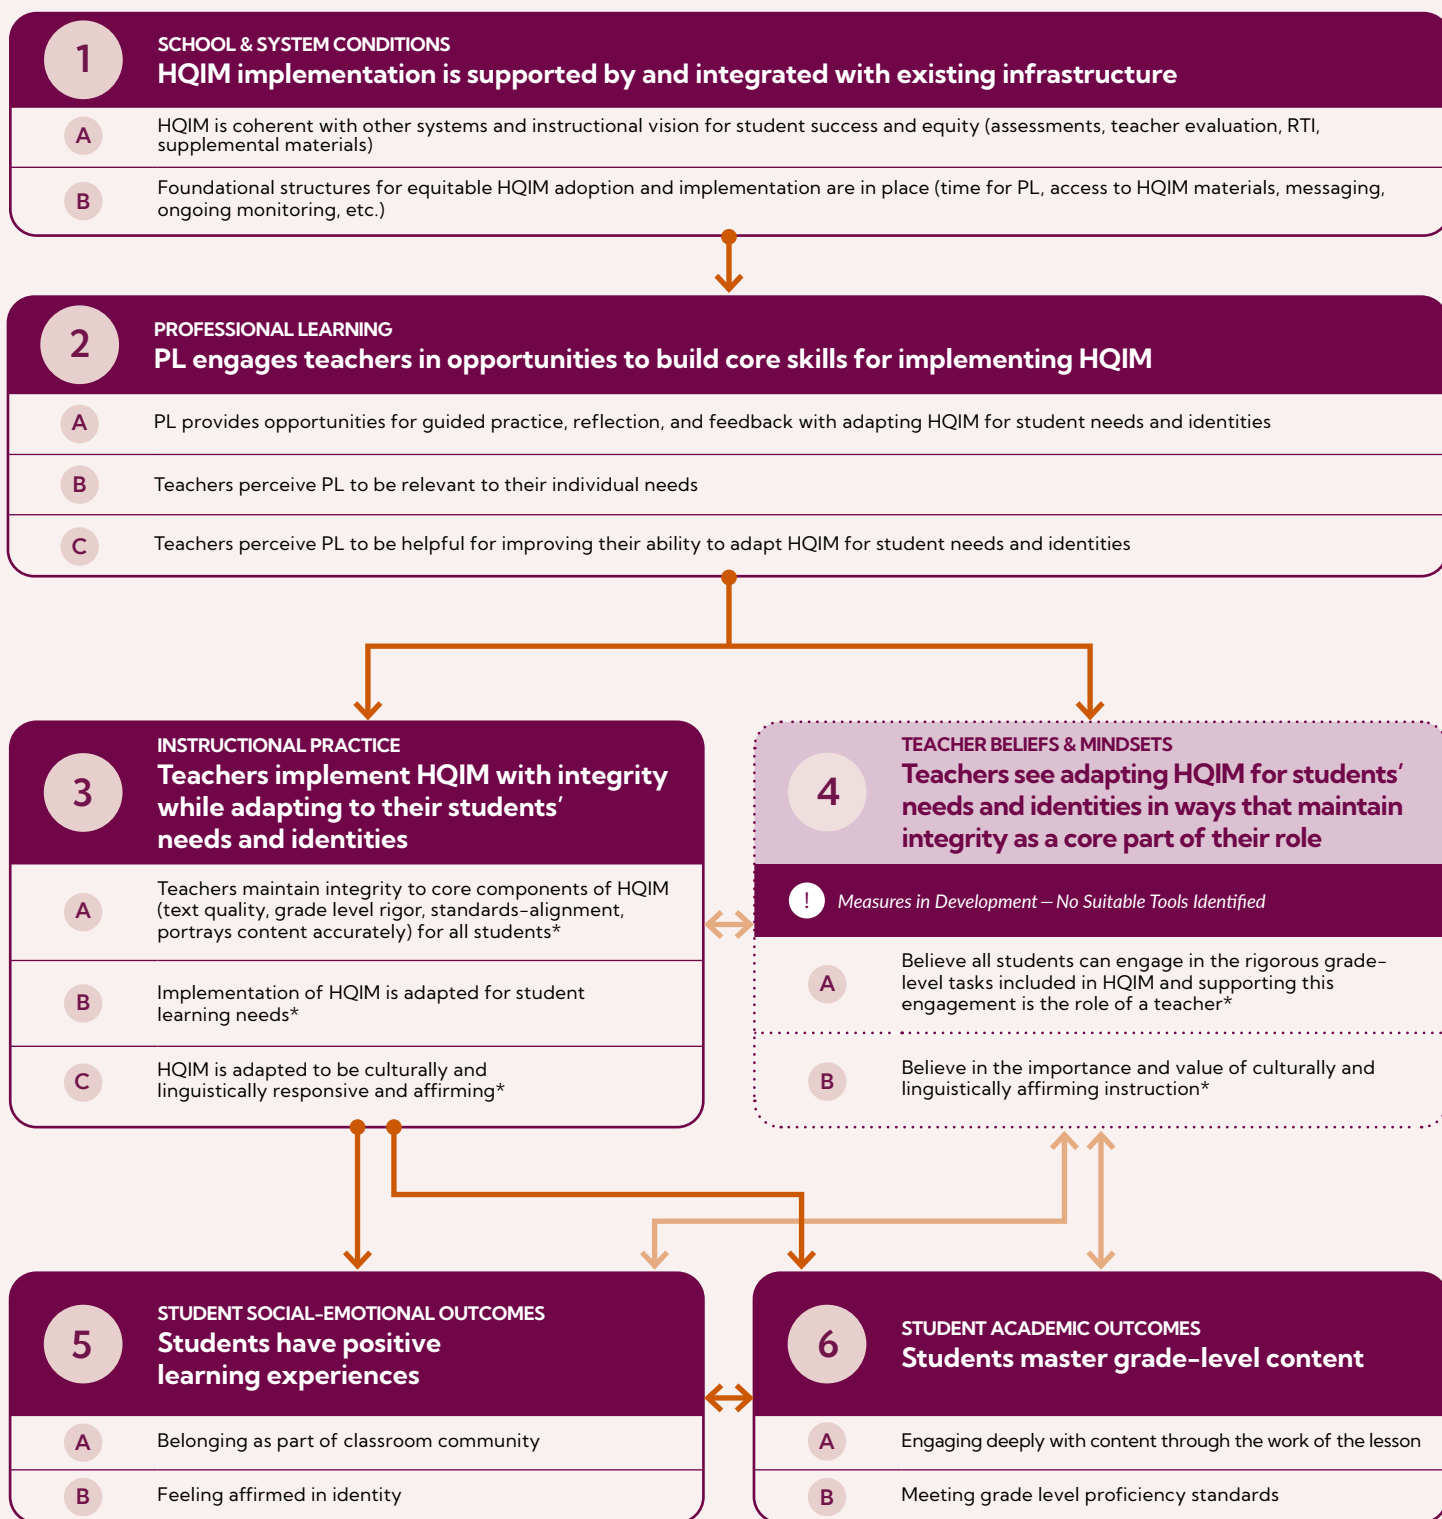 1
SCHOOL & SYSTEM CONDITIONS
HQIM implementation is supported by and integrated with existing infrastructure
A
HQIM is coherent with other systems and instructional vision for student success and equity (assessments, teacher evaluation, RTI,
supplemental materials)
B
Foundational structures for equitable HQIM adoption and implementation are in place (time for PL, access to HQIM materials, messaging,
ongoing monitoring, etc.)
2
PROFESSIONAL LEARNING
PL engages teachers in opportunities to build core skills for implementing HQIM
A
PL provides opportunities for guided practice, reflection, and feedback with adapting HQIM for student needs and identities
B
Teachers perceive PL to be relevant to their individual needs
C
Teachers perceive PL to be helpful for improving their ability to adapt HQIM for student needs and identities
3
INSTRUCTIONAL PRACTICE
Teachers implement HQIM with integrity
while adapting to their students’
needs and identities
A
Teachers maintain integrity to core components of HQIM
(text quality, grade level rigor, standards-alignment,
portrays content accurately) for all students*
B
Implementation of HQIM is adapted for student
learning needs*
C
HQIM is adapted to be culturally and
linguistically responsive and affirming*
4
TEACHER BELIEFS & MINDSETS
Teachers see adapting HQIM for students’
needs and identities in ways that maintain
integrity as a core part of their role
! Measures in Development – No Suitable Tools Identified
A
Believe all students can engage in the rigorous grade-
level tasks included in HQIM and supporting this
engagement is the role of a teacher*
B
Believe in the importance and value of culturally and
linguistically affirming instruction*
5
STUDENT SOCIAL-EMOTIONAL OUTCOMES
Students have positive
learning experiences
A
Belonging as part of classroom community
B
Feeling affirmed in identity
6
STUDENT ACADEMIC OUTCOMES
Students master grade-level content
A
Engaging deeply with content through the work of the lesson
B
Meeting grade level proficiency standards